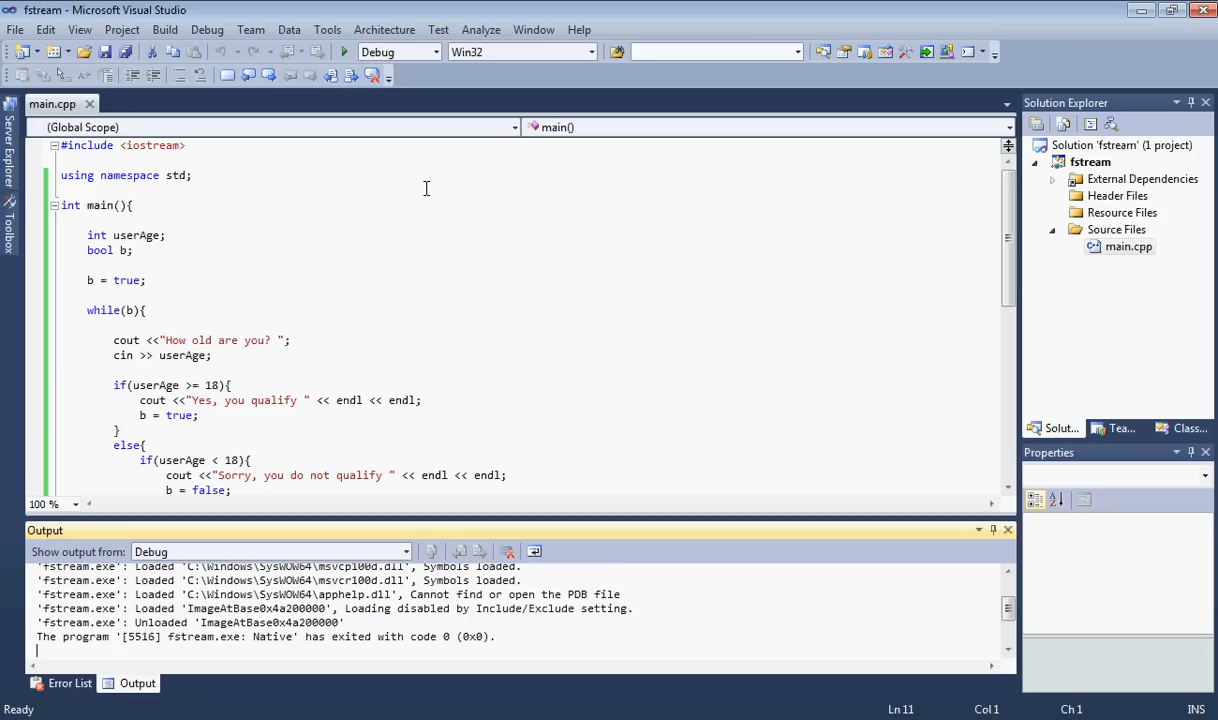 fstream - Microsoft Visual Studio
File Edit View Project Build Debug Team Data Tools Architecture Test Analyze Window Help
Debug Win32
main.cpp
(Global Scope) main()
#include <iostream>
using namespace std;
int main(){
int userAge;
bool b;
b = true;
while(b){
cout <<"How old are you? ";
cin >> userAge;
if(userAge >= 18){
cout <<"Yes, you qualify " << endl << endl;
b = true;
}
else{
if(userAge < 18){
cout <<"Sorry, you do not qualify " << endl << endl;
b = false;
100 %
Server Explorer
Toolbox
Solution Explorer
Solution 'fstream' (1 project)
fstream
External Dependencies
Header Files
Resource Files
Source Files
main.cpp
Solut... Tea... Class...
Properties
Output
Show output from: Debug
'fstream.exe': Loaded 'C:\Windows\SysWOW64\msvcp100d.dll', Symbols loaded.
'fstream.exe': Loaded 'C:\Windows\SysWOW64\msvcr100d.dll', Symbols loaded.
'fstream.exe': Loaded 'C:\Windows\SysWOW64\apphelp.dll', Cannot find or open the PDB file
'fstream.exe': Loaded 'ImageAtBase0x4a200000', Loading disabled by Include/Exclude setting.
'fstream.exe': Unloaded 'ImageAtBase0x4a200000'
The program '[5516] fstream.exe: Native' has exited with code 0 (0x0).
Error List Output
Ready Ln 11 Col 1 Ch 1 INS